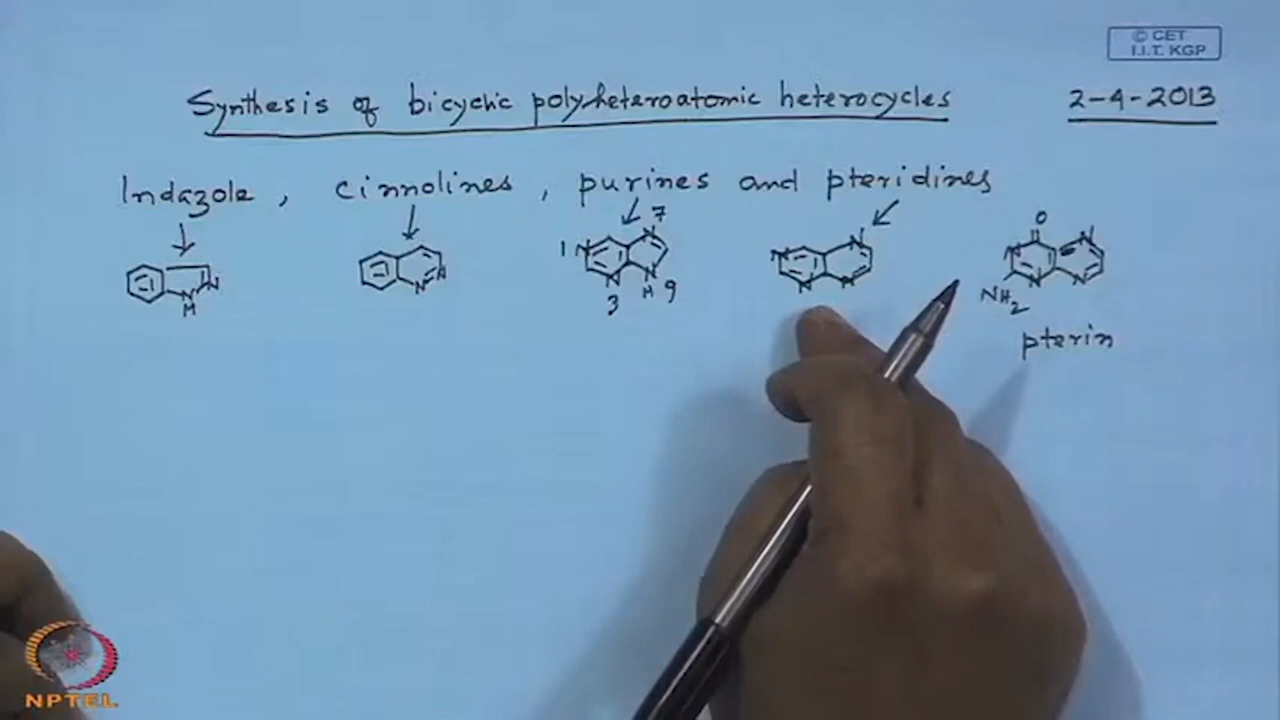 © CET
I.I.T. KGP
Synthesis of bicyclic polyheteroatomic heterocycles 2-4-2013
Indazole, cinnolines, purines and pteridines
N
N
H
N
N
1 N
7
N
N
3
N
H 9
N
N
N
N
O
N
N
N
N
NH2
pterin
NPTEL